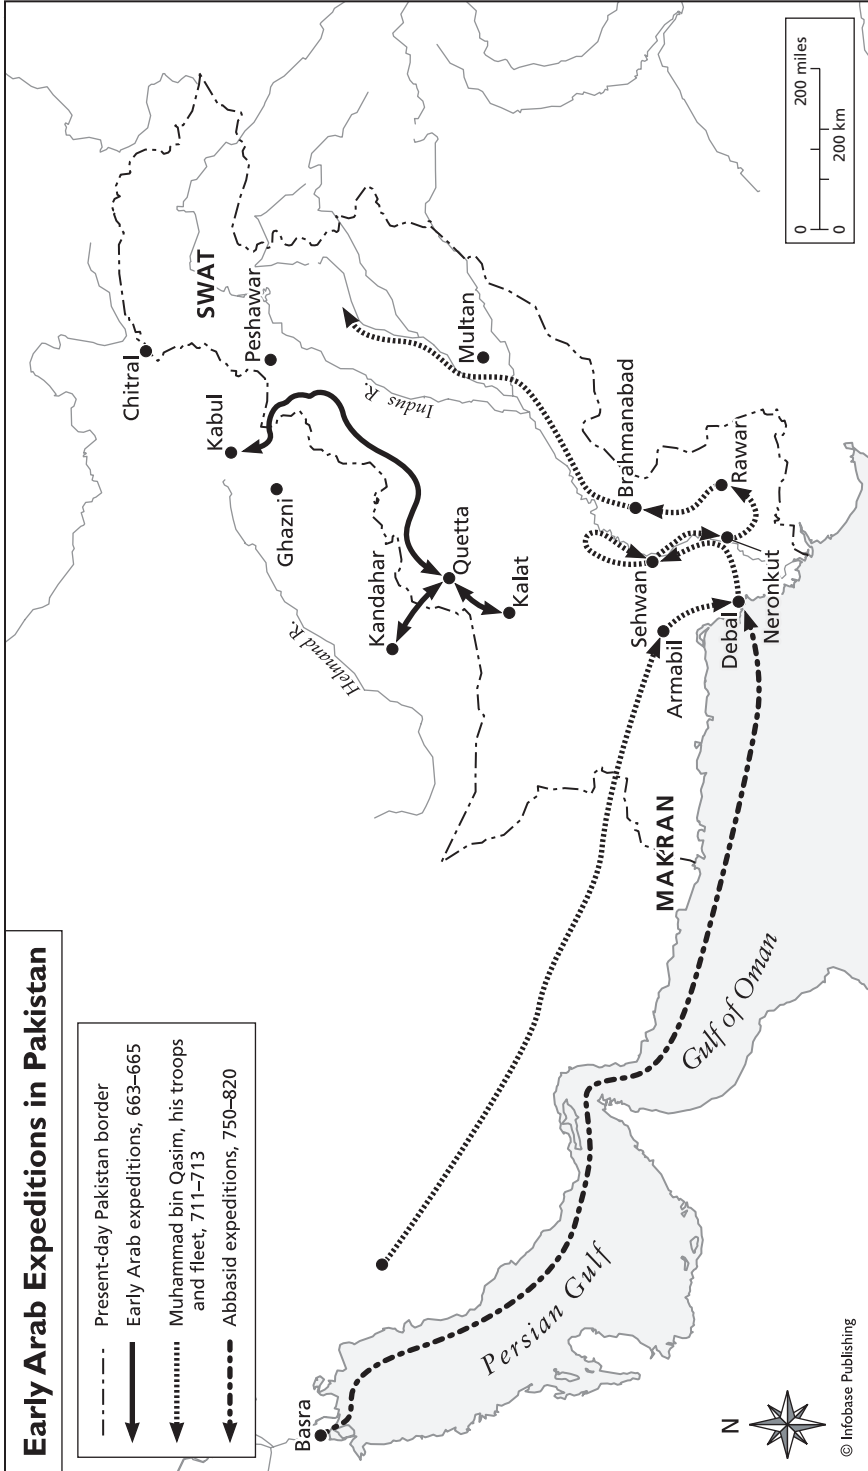 Early Arab Expeditions in Pakistan
Present-day Pakistan border
Early Arab expeditions, 663–665
Muhammad bin Qasim, his troops
and fleet, 711–713
Abbasid expeditions, 750–820
Chitral
SWAT
Kabul
Peshawar
Ghazni
Indus R.
Multan
Kandahar
Quetta
Kalat
Helmand R.
Brahmanabad
Rawar
Sehwan
Armabil
Debal
Neronkut
MAKRAN
Gulf of Oman
Persian Gulf
Basra
N
0 200 miles
0 200 km
© Infobase Publishing